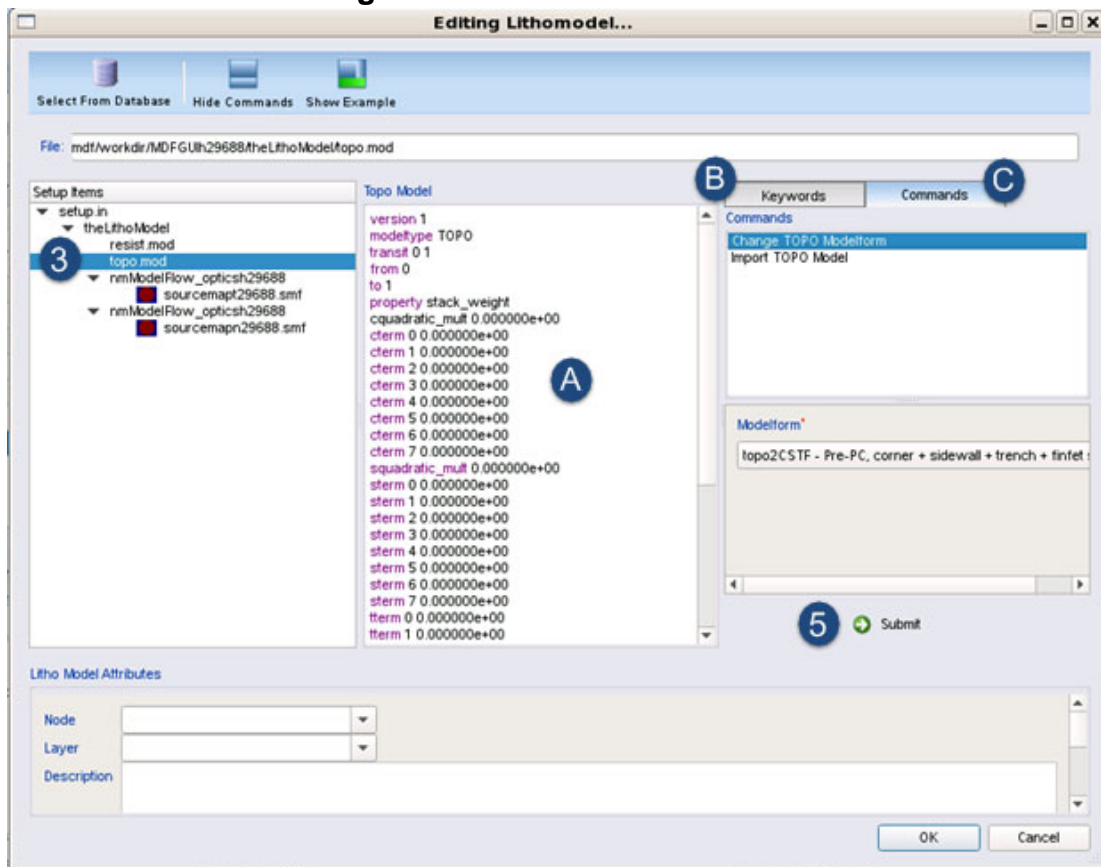 Editing Lithomodel...
Select From Database Hide Commands Show Example
File: mdf/workdir/MDFGUIh29688/theLithoModel/topo.mod
B
C
Setup Items
Topo Model
Keywords
Commands
setup.in
theLithoModel
resist.mod
3
topo.mod
nmModelFlow_opticsh29688
sourcemapt29688.smf
nmModelFlow_opticsh29688
sourcemapn29688.smf
version 1
modeltype TOPO
transit 0 1
from 0
to 1
property stack_weight
cquadratic_mult 0.000000e+00
cterm 0 0.000000e+00
cterm 1 0.000000e+00
cterm 2 0.000000e+00
cterm 3 0.000000e+00
cterm 4 0.000000e+00
cterm 5 0.000000e+00
cterm 6 0.000000e+00
cterm 7 0.000000e+00
squadratic_mult 0.000000e+00
sterm 0 0.000000e+00
sterm 1 0.000000e+00
sterm 2 0.000000e+00
sterm 3 0.000000e+00
sterm 4 0.000000e+00
sterm 5 0.000000e+00
sterm 6 0.000000e+00
sterm 7 0.000000e+00
tterm 0 0.000000e+00
tterm 1 0.000000e+00
A
Commands
Change TOPO Modelform
Import TOPO Model
Modelform*
topo2CSTF - Pre-PC, corner + sidewall + trench + finfet s
5
Submit
Litho Model Attributes
Node
Layer
Description
OK
Cancel